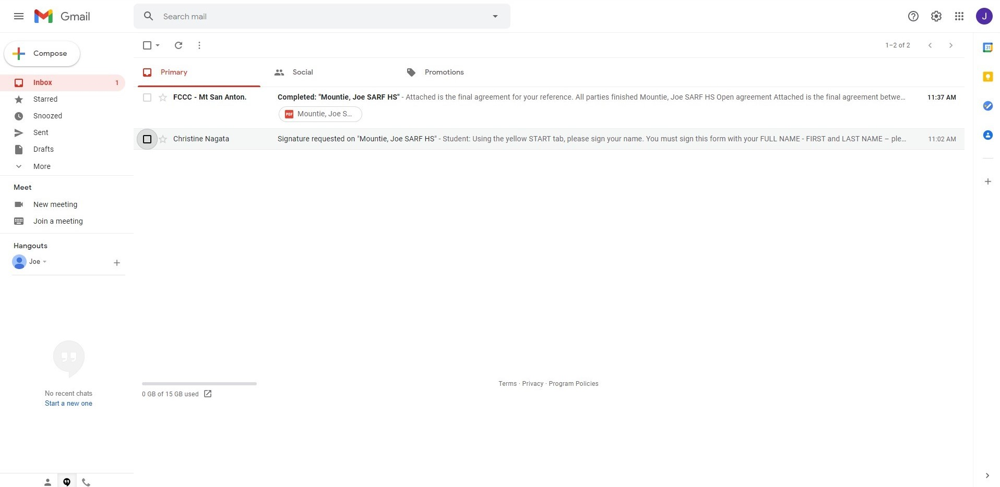 Gmail
Search mail
J
Compose
1–2 of 2
31
Primary
Social
Promotions
Inbox 1
Starred
Snoozed
Sent
Drafts
More
FCCC - Mt San Anton. Completed: "Mountie, Joe SARF HS" - Attached is the final agreement for your reference. All parties finished Mountie, Joe SARF HS Open agreement Attached is the final agreement betwe... 11:37 AM
PDF Mountie, Joe S...
Christine Nagata Signature requested on "Mountie, Joe SARF HS" - Student: Using the yellow START tab, please sign your name. You must sign this form with your FULL NAME - FIRST and LAST NAME – ple... 11:02 AM
Meet
New meeting
Join a meeting
Hangouts
Joe
No recent chats
Start a new one
0 GB of 15 GB used
Terms · Privacy · Program Policies